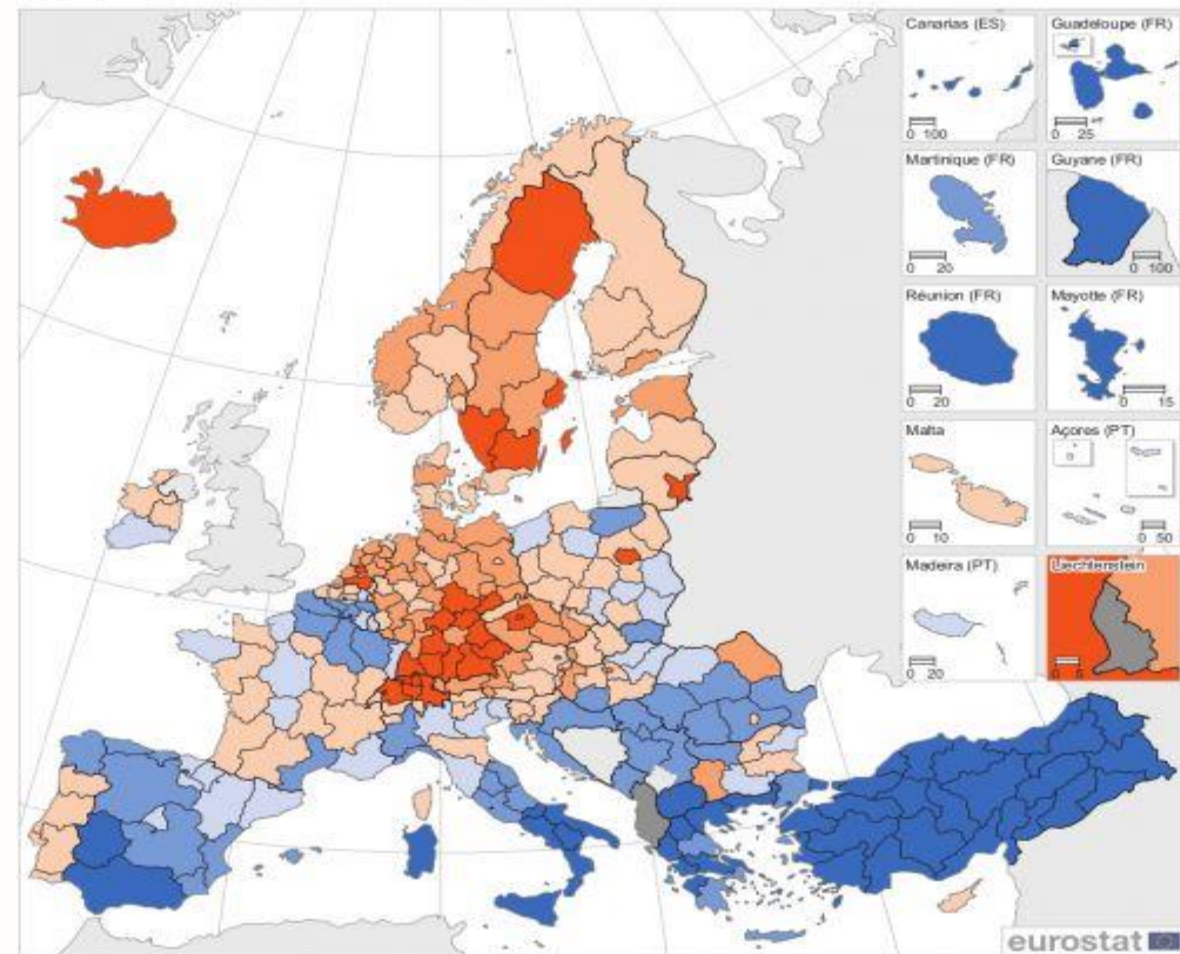 Canarias (ES)
0 100
Guadeloupe (FR)
0 25
Martinique (FR)
0 20
Guyane (FR)
0 100
Réunion (FR)
0 20
Mayotte (FR)
0 15
Malta
0 10
Açores (PT)
0 50
Madeira (PT)
0 20
Liechtenstein
0 5
eurostat